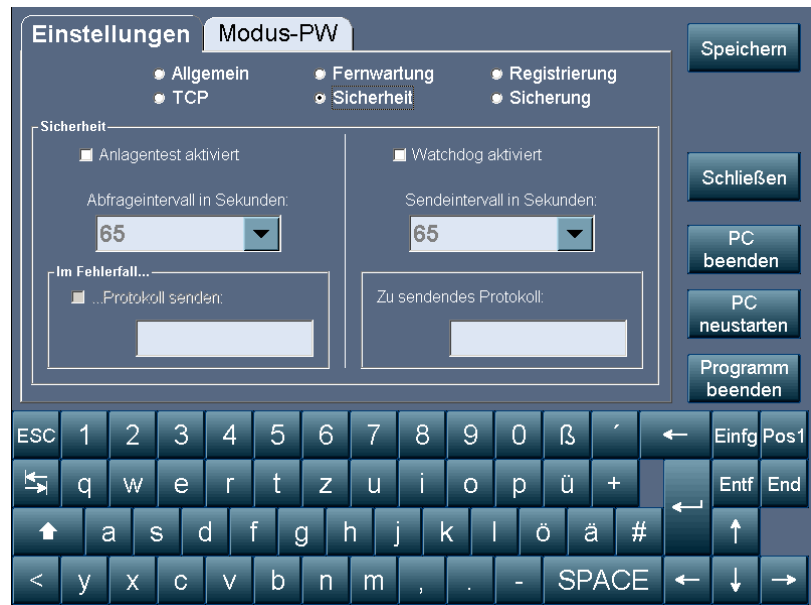 Einstellungen Modus-PW
Speichern
Allgemein Fernwartung Registrierung
TCP Sicherheit Sicherung
Sicherheit
Anlagentest aktiviert
Watchdog aktiviert
Schließen
Abfrageintervall in Sekunden:
Sendeintervall in Sekunden:
65
65
PC
beenden
Im Fehlerfall...
...Protokoll senden:
Zu sendendes Protokoll:
PC
neustarten
Programm
beenden
ESC 1 2 3 4 5 6 7 8 9 0 ß ´ ← Einfg Pos1
↹ q w e r t z u i o p ü + Entf End
⬆ a s d f g h j k l ö ä # ↵ ↑
< y x c v b n m , . - SPACE ← ↓ →